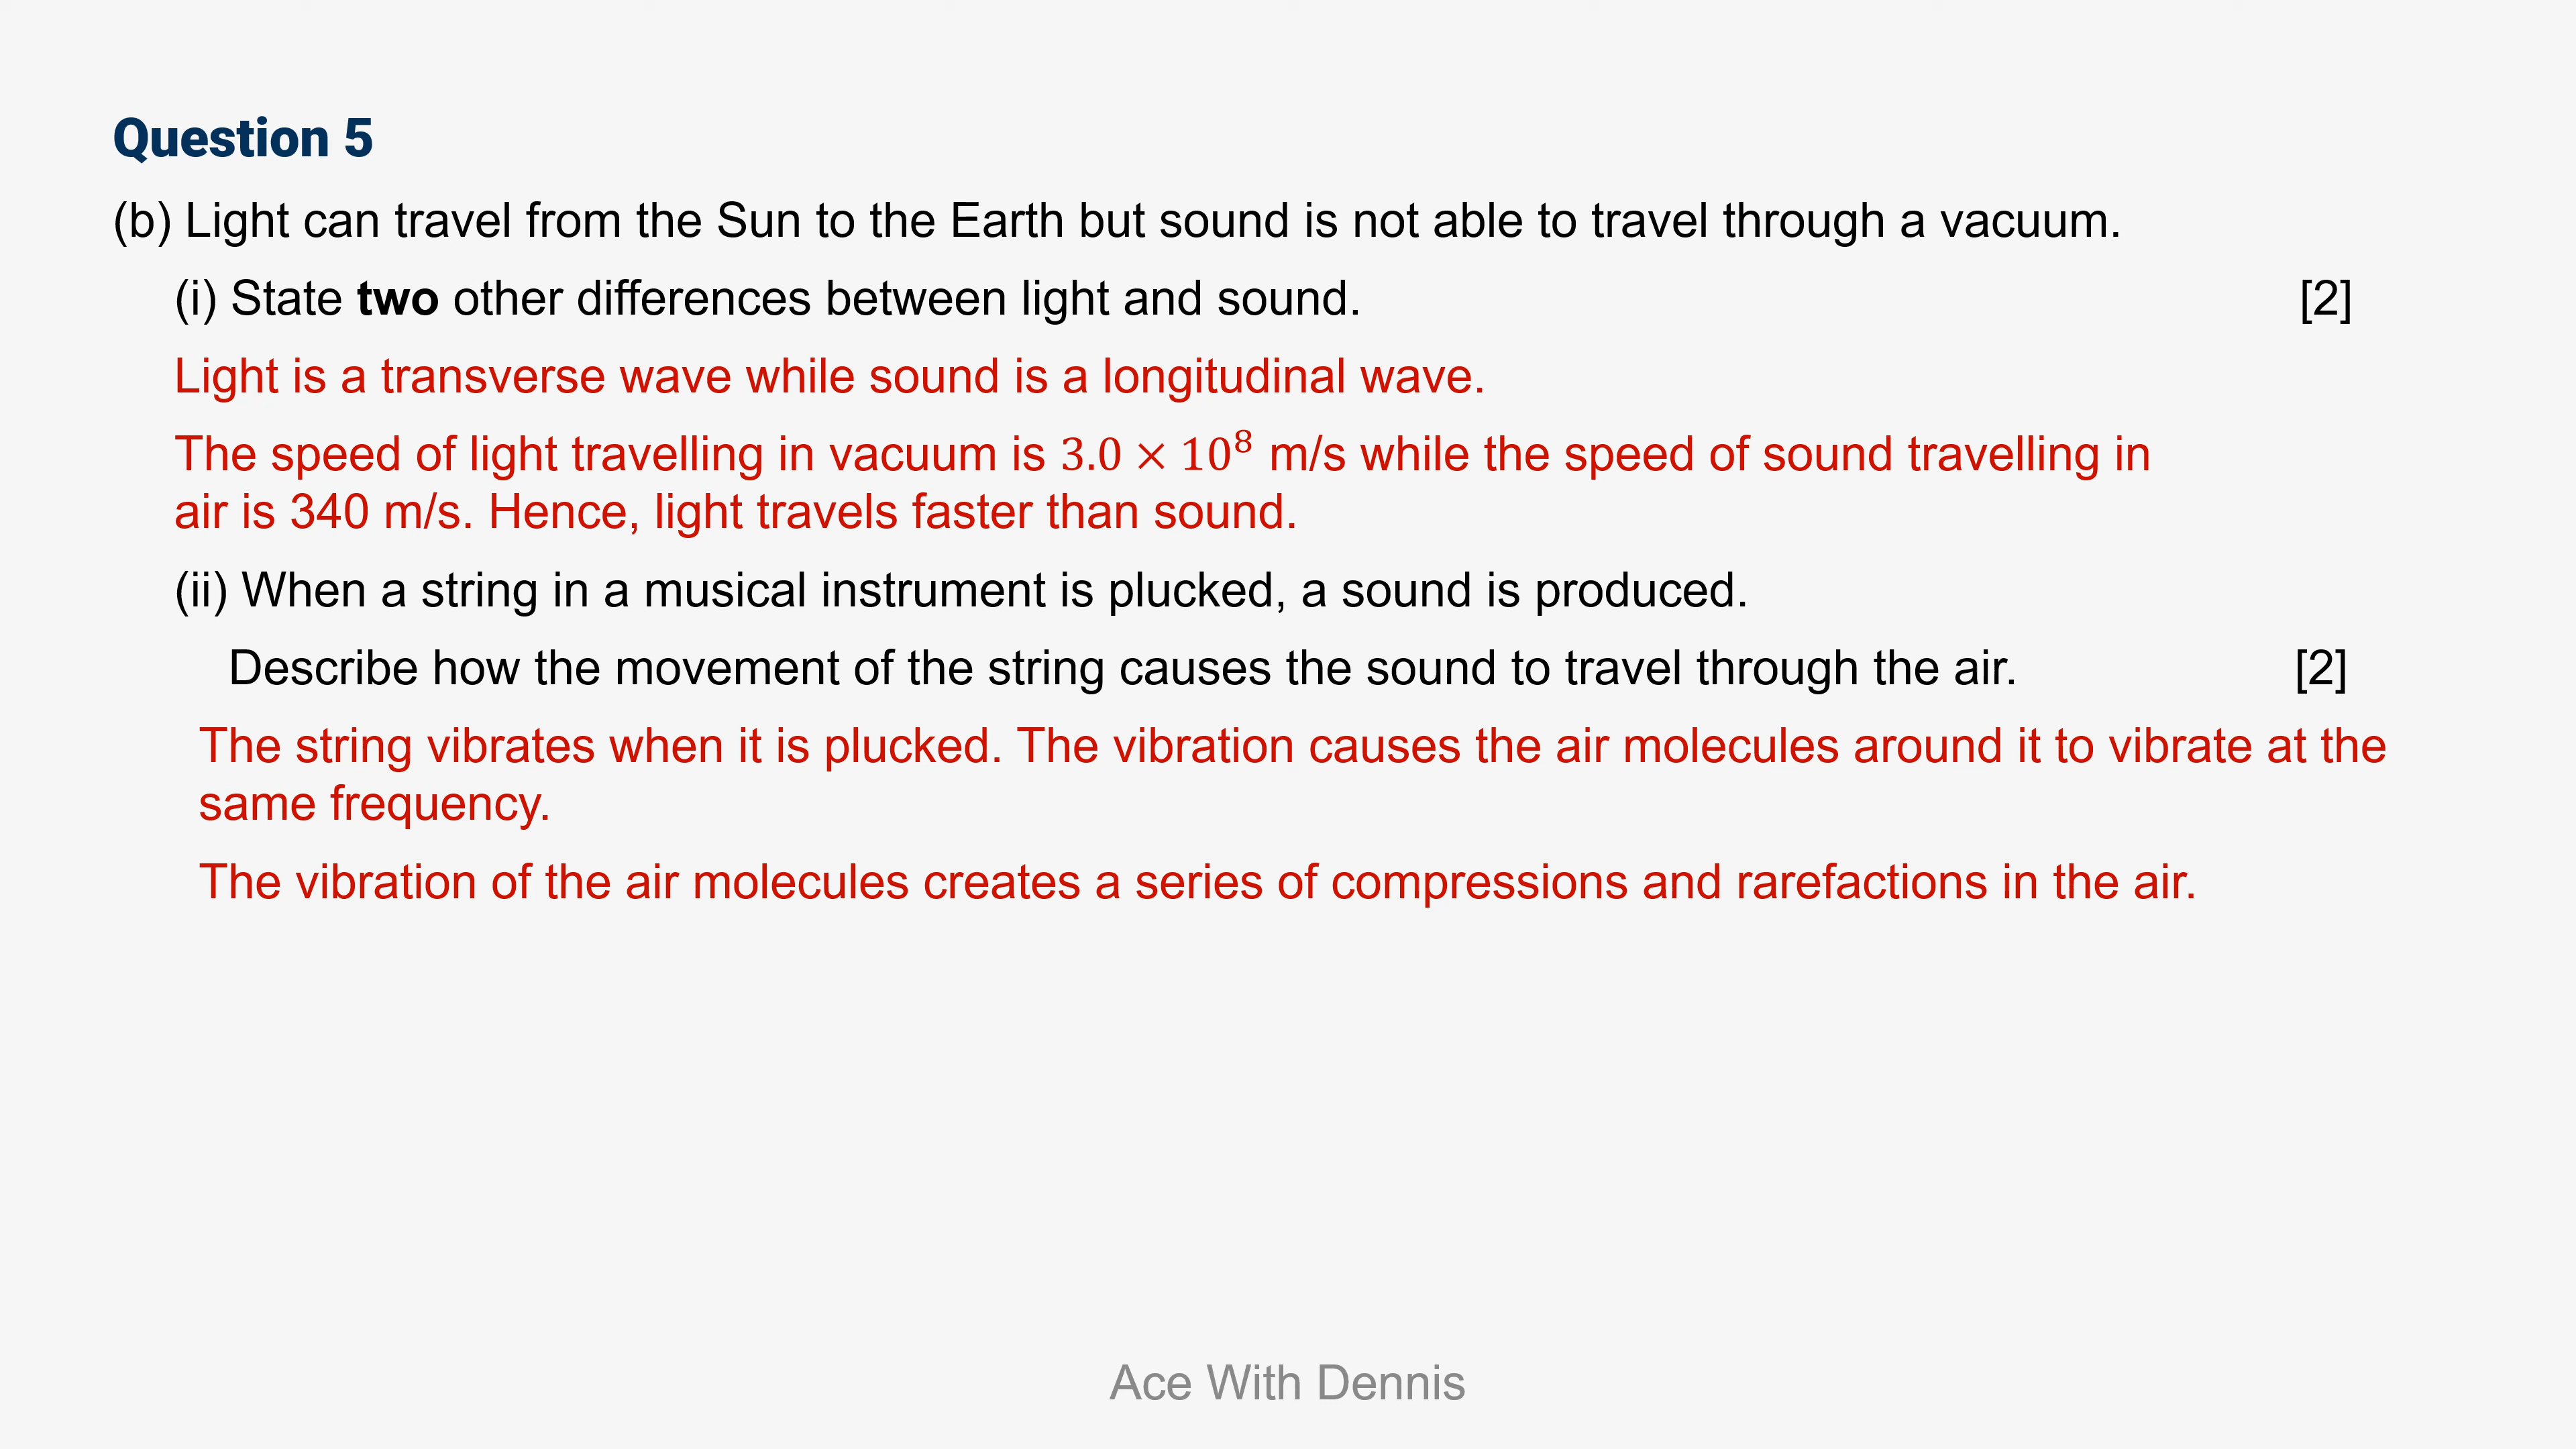 Question 5
(b) Light can travel from the Sun to the Earth but sound is not able to travel through a vacuum.
(i) State two other differences between light and sound. [2]
Light is a transverse wave while sound is a longitudinal wave.
The speed of light travelling in vacuum is 3.0 × 10⁸ m/s while the speed of sound travelling in
air is 340 m/s. Hence, light travels faster than sound.
(ii) When a string in a musical instrument is plucked, a sound is produced.
Describe how the movement of the string causes the sound to travel through the air. [2]
The string vibrates when it is plucked. The vibration causes the air molecules around it to vibrate at the
same frequency.
The vibration of the air molecules creates a series of compressions and rarefactions in the air.
Ace With Dennis